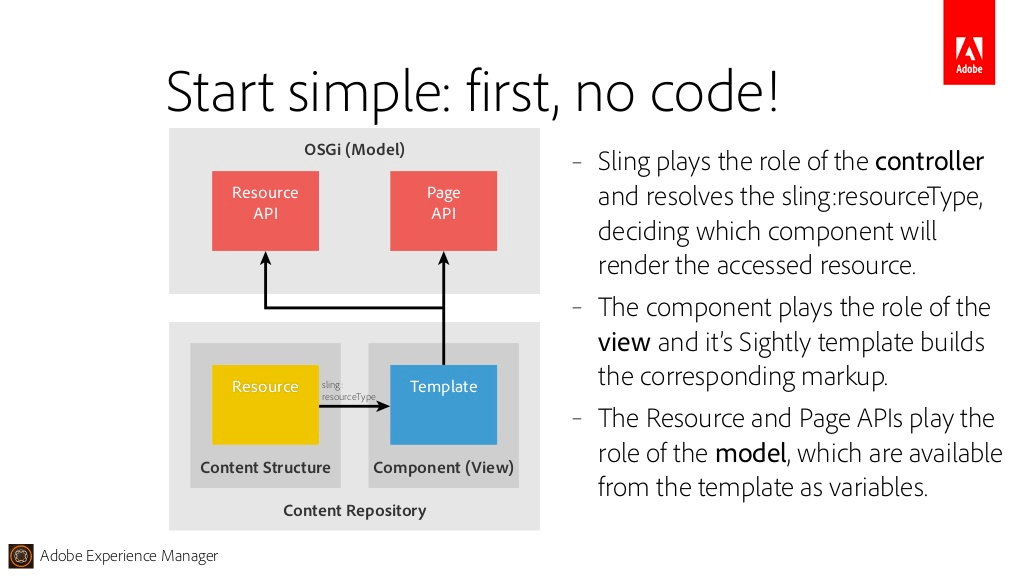 Adobe
Start simple: first, no code!
OSGi (Model)
Resource
API
Page
API
Resource
sling:
resourceType
Template
Content Structure
Component (View)
Content Repository
– Sling plays the role of the controller
and resolves the sling:resourceType,
deciding which component will
render the accessed resource.
– The component plays the role of the
view and it's Sightly template builds
the corresponding markup.
– The Resource and Page APIs play the
role of the model, which are available
from the template as variables.
Adobe Experience Manager